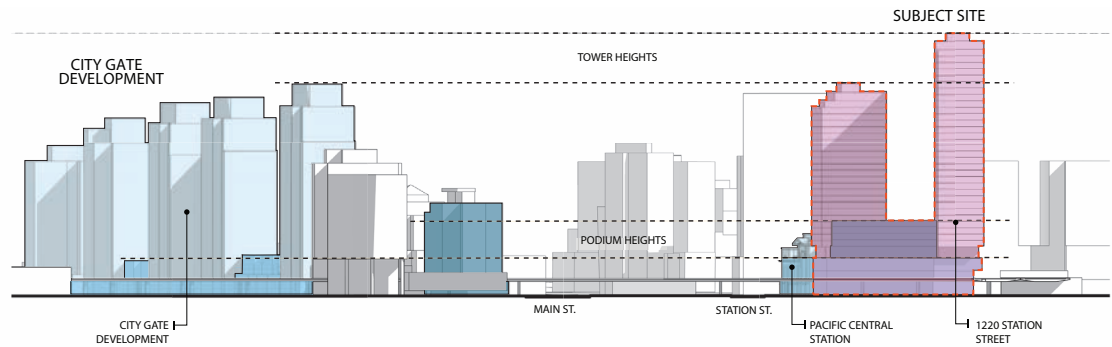 SUBJECT SITE
CITY GATE
DEVELOPMENT
TOWER HEIGHTS
PODIUM HEIGHTS
MAIN ST.
STATION ST.
CITY GATE
DEVELOPMENT
PACIFIC CENTRAL
STATION
1220 STATION
STREET